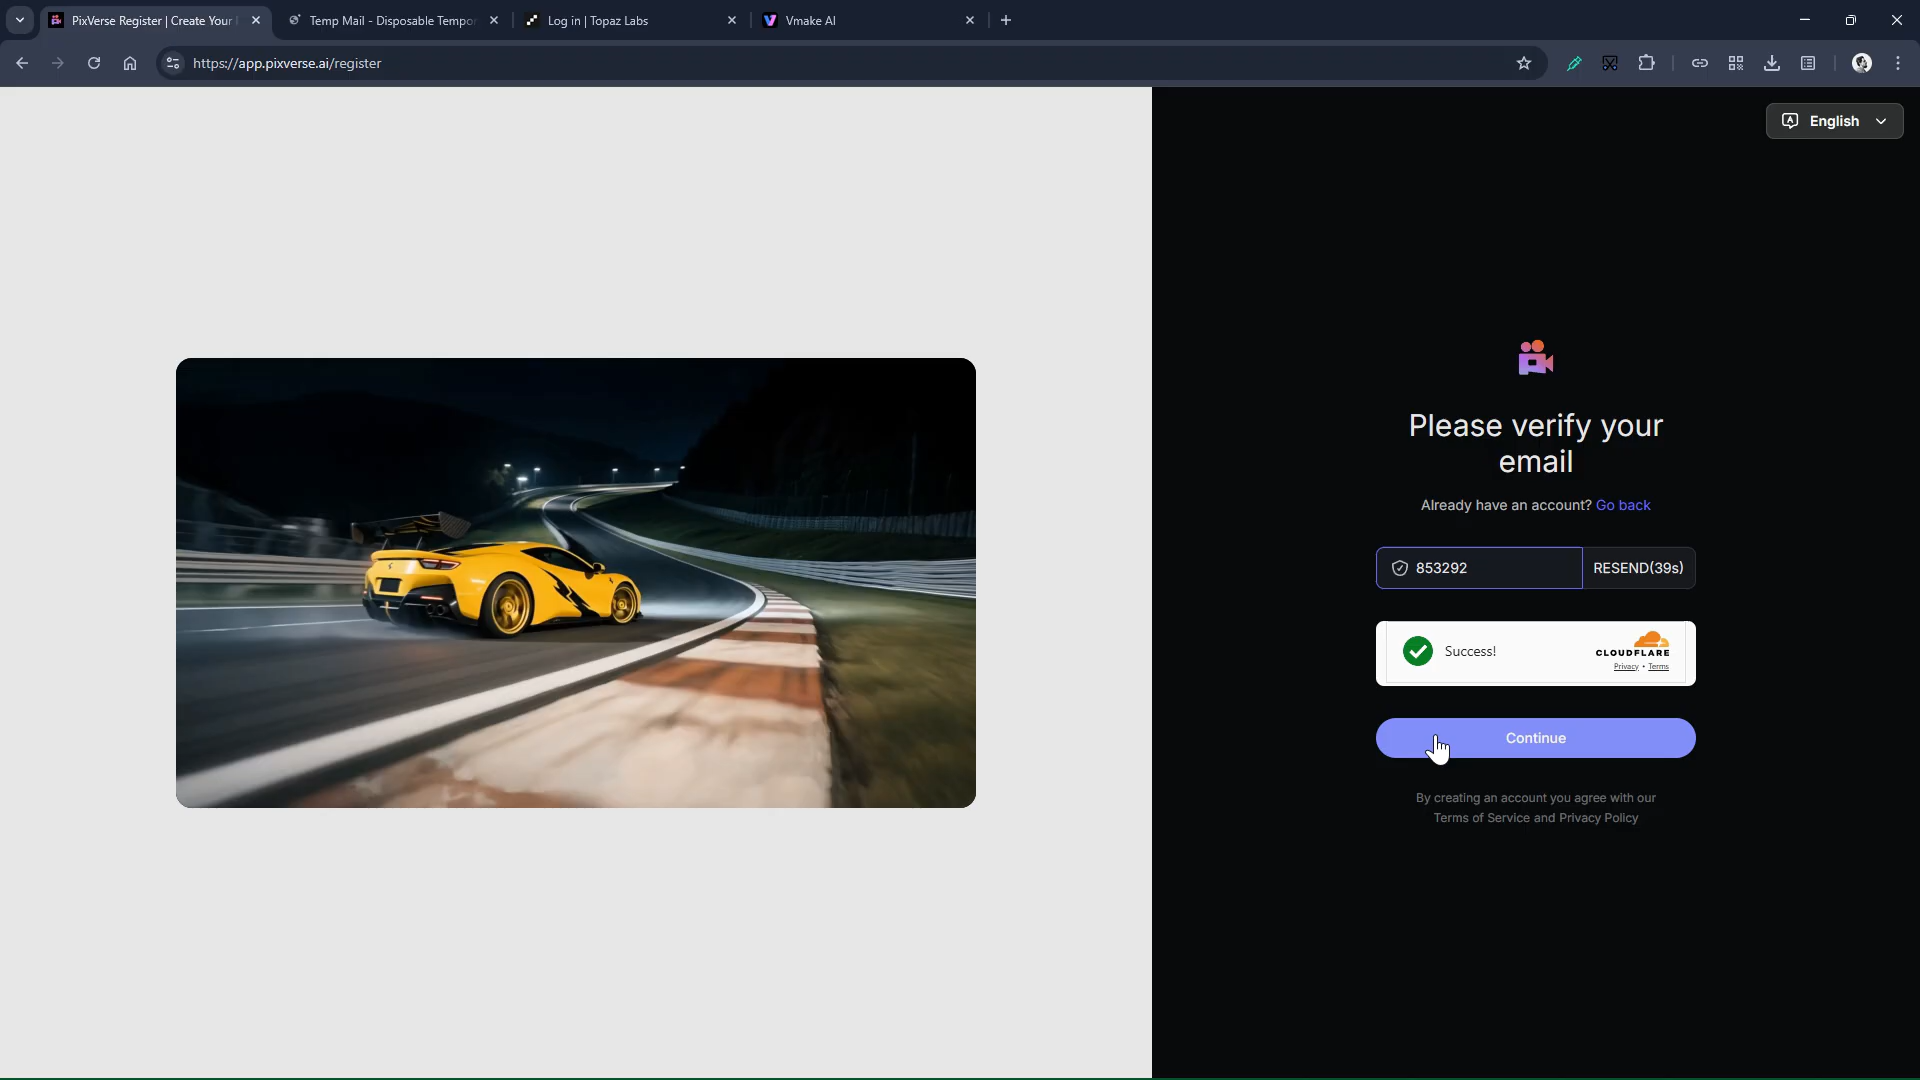 PixVerse Register | Create Your
Temp Mail - Disposable Tempo
Log in | Topaz Labs
Vmake AI
https://app.pixverse.ai/register
English
Please verify your
email
Already have an account? Go back
853292
RESEND(39s)
Success!
CLOUDFLARE
Privacy • Terms
Continue
By creating an account you agree with our
Terms of Service and Privacy Policy